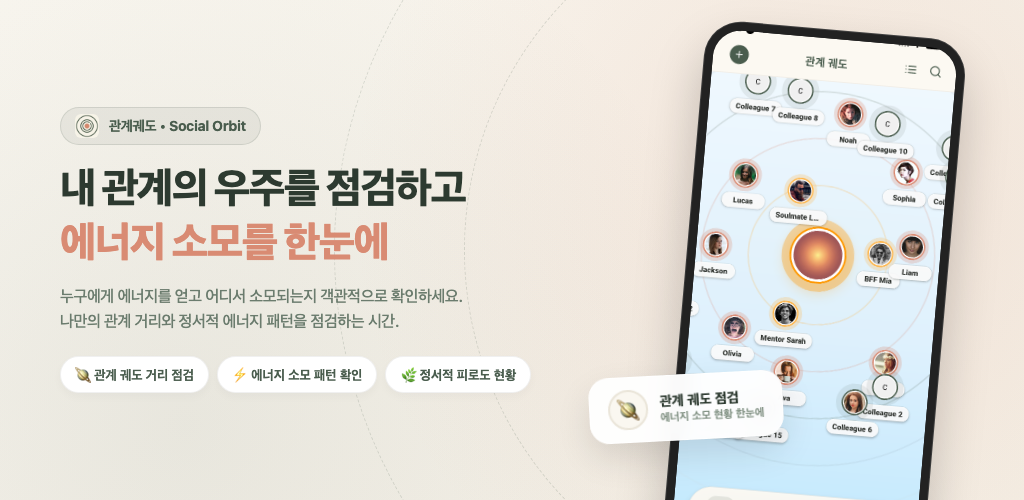 관계궤도 • Social Orbit
내 관계의 우주를 점검하고
에너지 소모를 한눈에
누구에게 에너지를 얻고 어디서 소모되는지 객관적으로 확인하세요.
나만의 관계 거리와 정서적 에너지 패턴을 점검하는 시간.
🪐 관계 궤도 거리 점검
⚡ 에너지 소모 패턴 확인
🌿 정서적 피로도 현황
+
관계 궤도
C
C
Colleague 7
Colleague 8
Noah
C
Colleague 10
Lucas
Soulmate L...
Sophia
Jackson
BFF Mia
Liam
Mentor Sarah
Olivia
C
Colleague 2
Colleague 6
15
관계 궤도 점검
에너지 소모 현황 한눈에